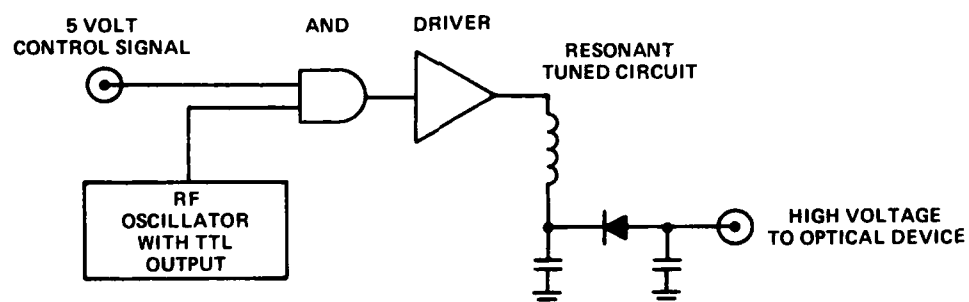 5 VOLT
CONTROL SIGNAL
AND
DRIVER
RESONANT
TUNED CIRCUIT
RF
OSCILLATOR
WITH TTL
OUTPUT
HIGH VOLTAGE
TO OPTICAL DEVICE